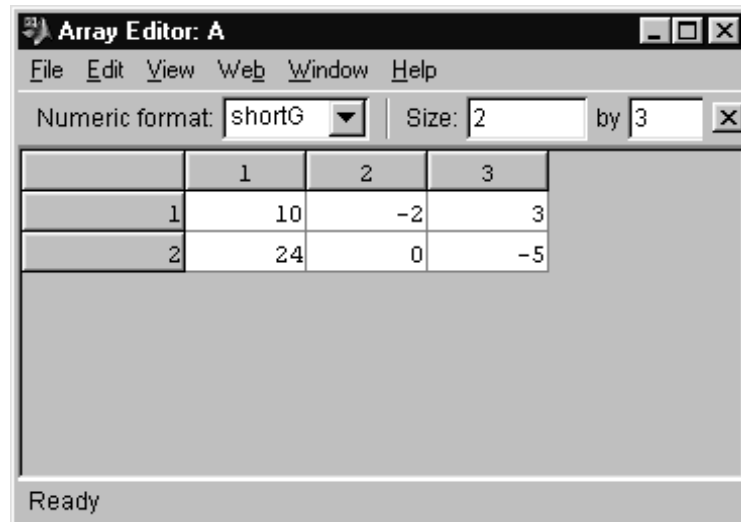 Array Editor: A
File Edit View Web Window Help
Numeric format: shortG Size: 2 by 3
1 2 3
1 10 -2 3
2 24 0 -5
Ready